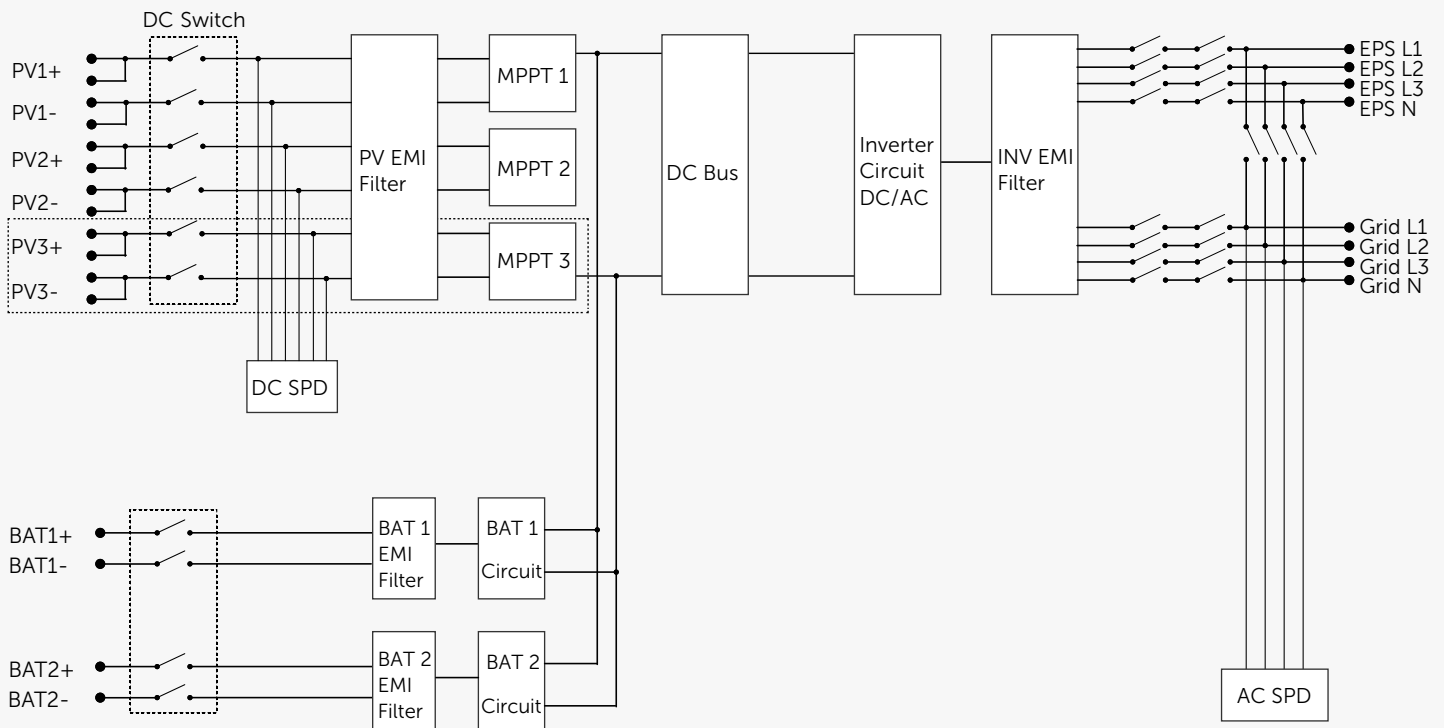 DC Switch
PV1+
PV1-
PV2+
PV2-
PV3+
PV3-
PV EMI
Filter
MPPT 1
MPPT 2
MPPT 3
DC Bus
Inverter
Circuit
DC/AC
INV EMI
Filter
EPS L1
EPS L2
EPS L3
EPS N
Grid L1
Grid L2
Grid L3
Grid N
DC SPD
BAT1+
BAT1-
BAT 1
EMI
Filter
BAT 1
Circuit
BAT2+
BAT2-
BAT 2
EMI
Filter
BAT 2
Circuit
AC SPD